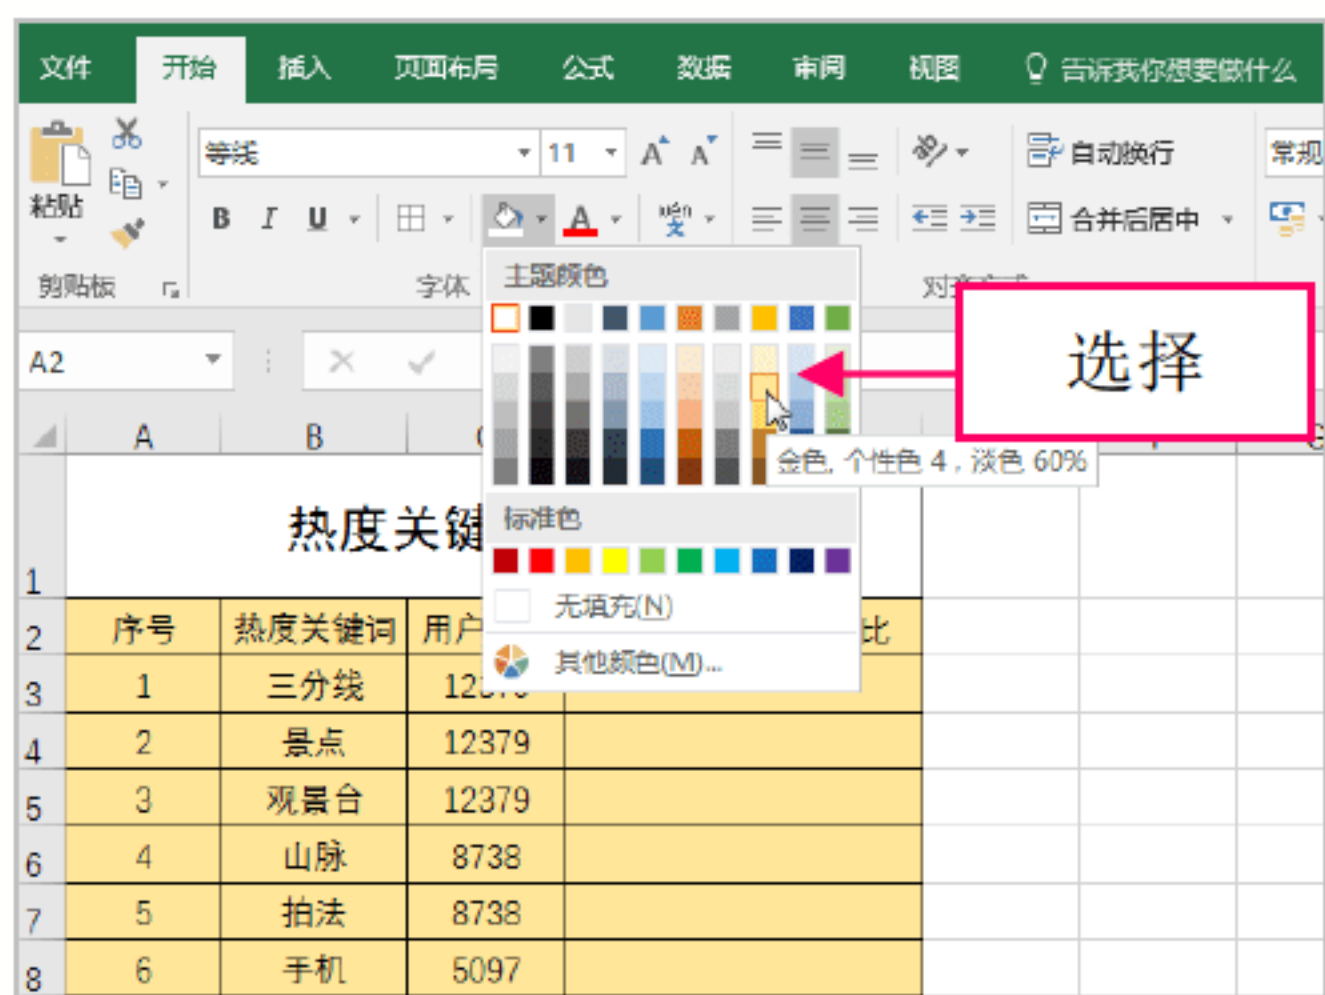 文件 开始 插入 页面布局 公式 数据 审阅 视图 告诉我你想要做什么
等线 11 自动换行 常规
粘贴 B I U wén 文 合并后居中
剪贴板 字体
主题颜色
选择
A2
A B
金色, 个性色 4，淡色 60%
标准色
热度关键
1
无填充(N)
2 序号 热度关键词 用户 比
其他颜色(M)...
3 1 三分线
4 2 景点 12379
5 3 观景台 12379
6 4 山脉 8738
7 5 拍法 8738
8 6 手机 5097